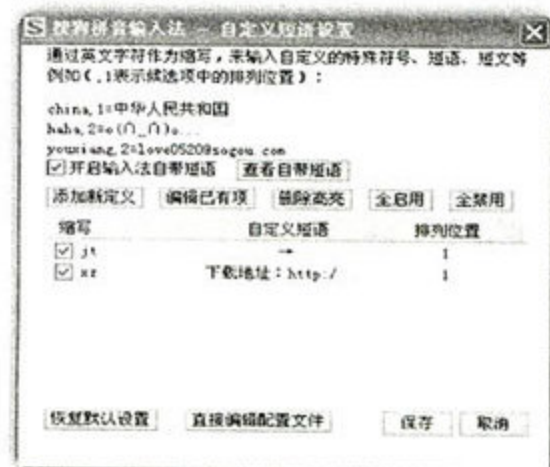 搜狗拼音输入法 - 自定义短语设置
通过英文字符作为缩写，来输入自定义的特殊符号、短语、短文等
例如（,1表示候选项中的排列位置）：
china,1=中华人民共和国
haha,2=o(∩_∩)o...
youxiang,2=love0520@sogou.com
开启输入法自带短语 查看自带短语
添加新定义 编辑已有项 删除高亮 全启用 全禁用
缩写 自定义短语 排列位置
jt → 1
xz 下载地址：http:/ 1
恢复默认设置 直接编辑配置文件 保存 取消